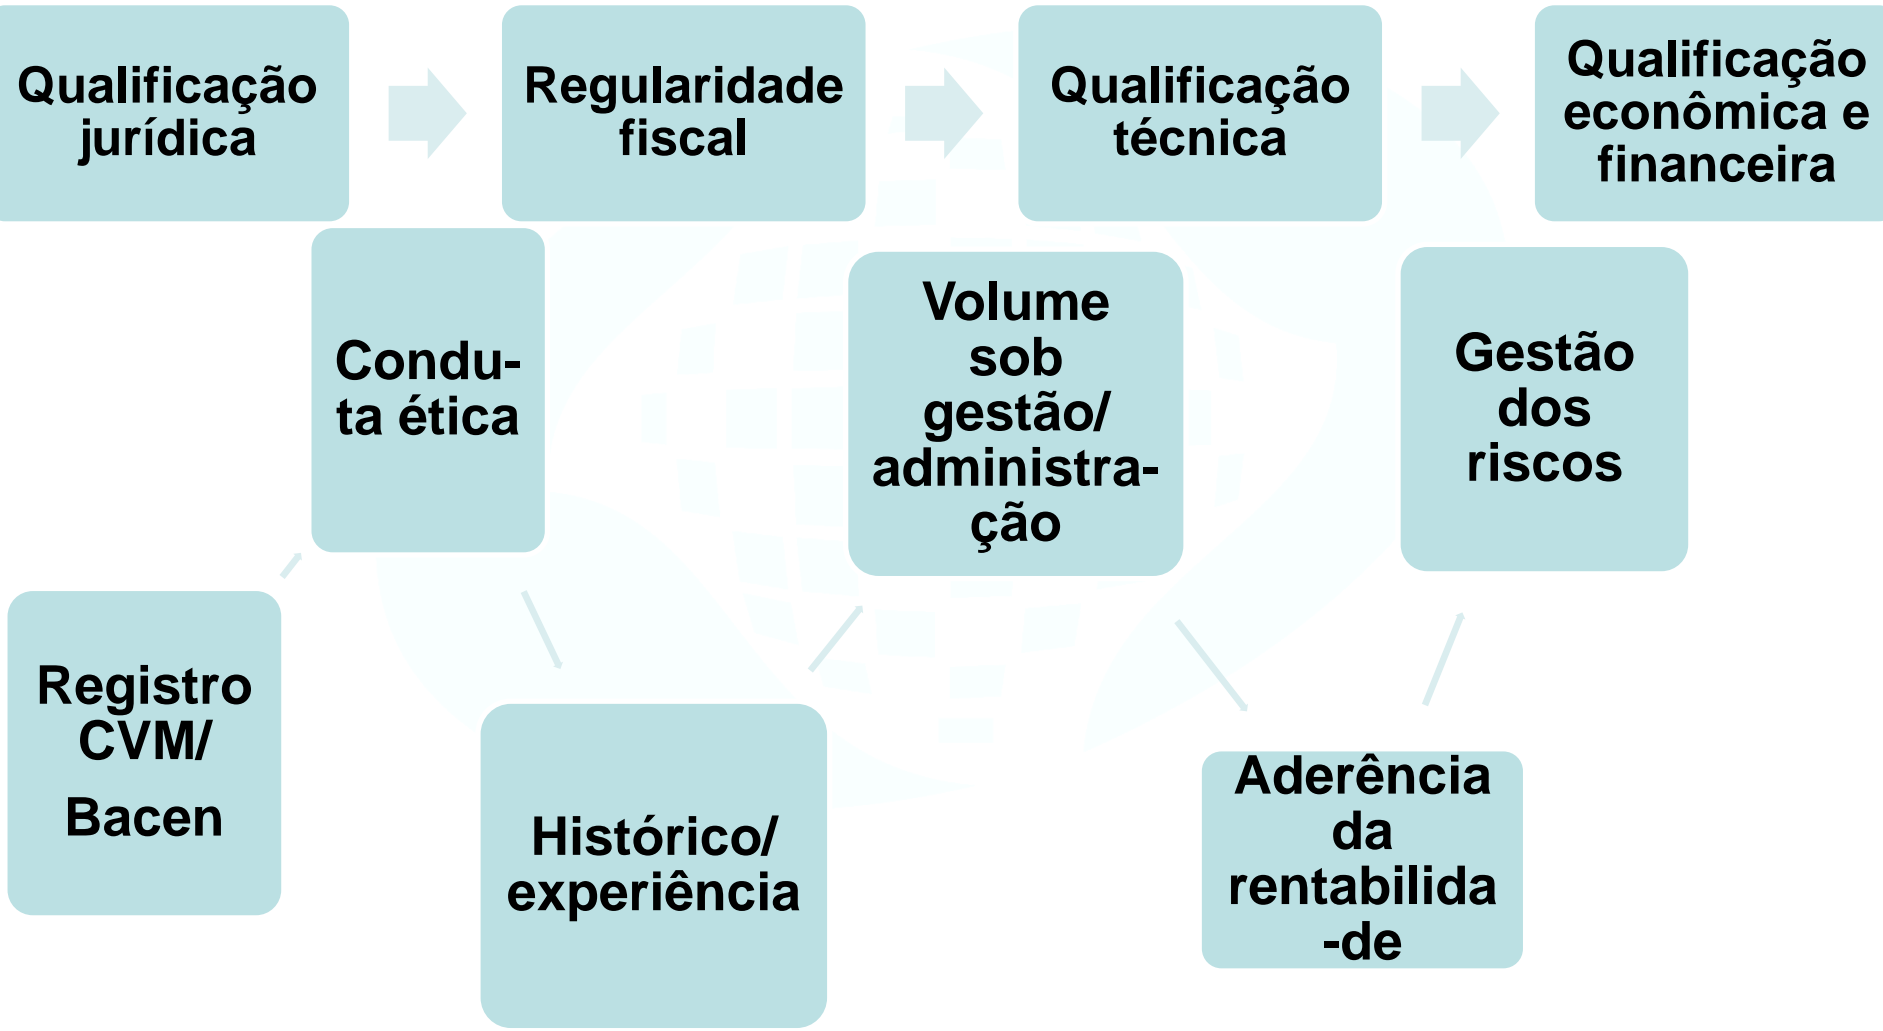 Qualificação
jurídica
Regularidade
fiscal
Qualificação
técnica
Qualificação
econômica e
financeira
Registro
CVM/
Bacen
Condu-
ta ética
Histórico/
experiência
Volume
sob
gestão/
administra-
ção
Aderência
da
rentabilida
-de
Gestão
dos
riscos